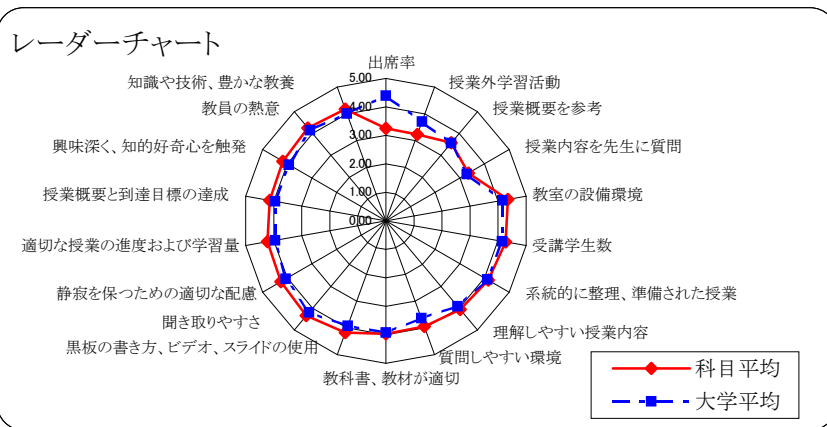 レーダーチャート
出席率
授業外学習活動
授業概要を参考
授業内容を先生に質問
教室の設備環境
受講学生数
系統的に整理、準備された授業
理解しやすい授業内容
質問しやすい環境
教科書、教材が適切
黒板の書き方、ビデオ、スライドの使用
聞き取りやすさ
静寂を保つための適切な配慮
適切な授業の進度および学習量
授業概要と到達目標の達成
興味深く、知的好奇心を触発
教員の熱意
知識や技術、豊かな教養
5.00
4.00
3.00
2.00
1.00
0.00
科目平均
大学平均